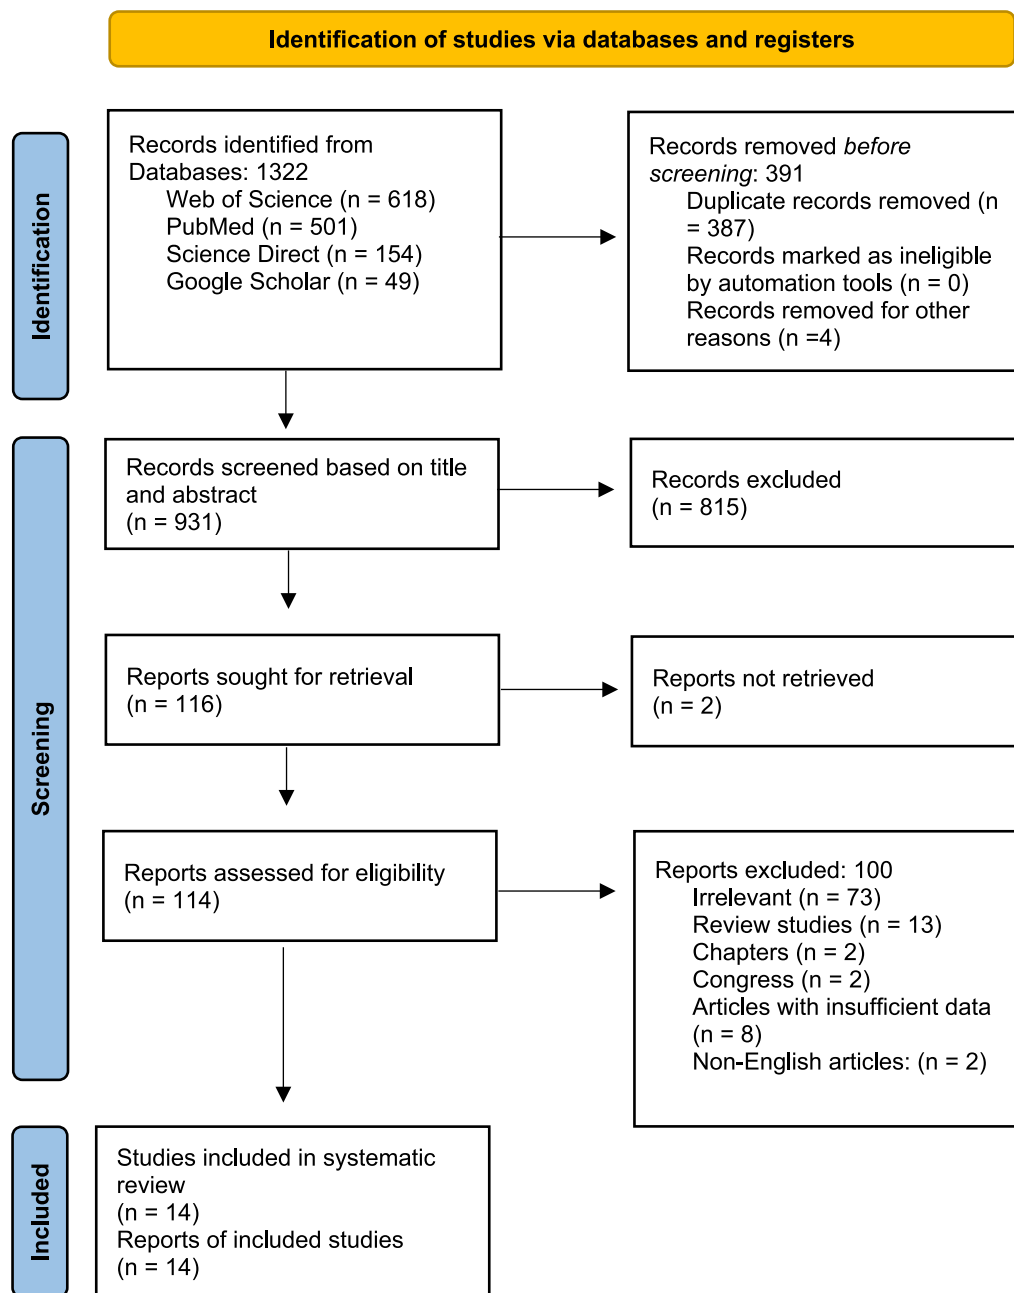 Identification of studies via databases and registers
Identification
Records identified from
Databases: 1322
Web of Science (n = 618)
PubMed (n = 501)
Science Direct (n = 154)
Google Scholar (n = 49)
Records removed before
screening: 391
Duplicate records removed (n
= 387)
Records marked as ineligible
by automation tools (n = 0)
Records removed for other
reasons (n =4)
Screening
Records screened based on title
and abstract
(n = 931)
Records excluded
(n = 815)
Reports sought for retrieval
(n = 116)
Reports not retrieved
(n = 2)
Reports assessed for eligibility
(n = 114)
Reports excluded: 100
Irrelevant (n = 73)
Review studies (n = 13)
Chapters (n = 2)
Congress (n = 2)
Articles with insufficient data
(n = 8)
Non-English articles: (n = 2)
Included
Studies included in systematic
review
(n = 14)
Reports of included studies
(n = 14)